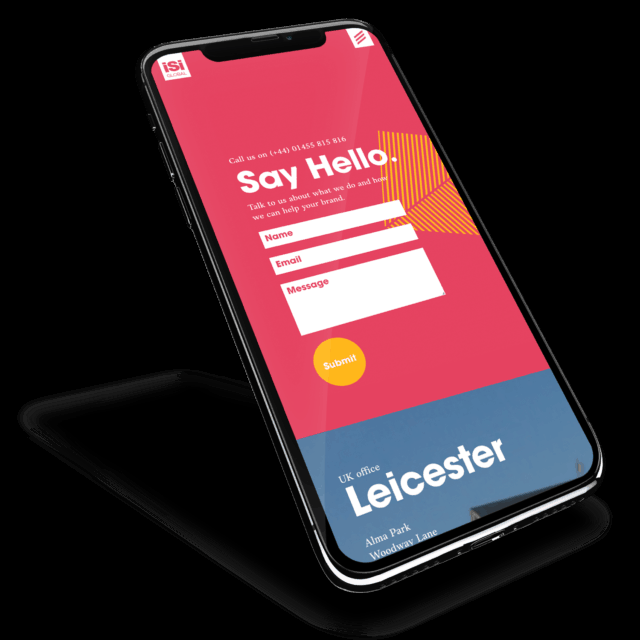 iSi
GLOBAL
Call us on (+44) 01455 815 816
Say Hello.
Talk to us about what we do and how
we can help your brand.
Name
Email
Message
Submit
UK office
Leicester
Alma Park
Woodway Lane